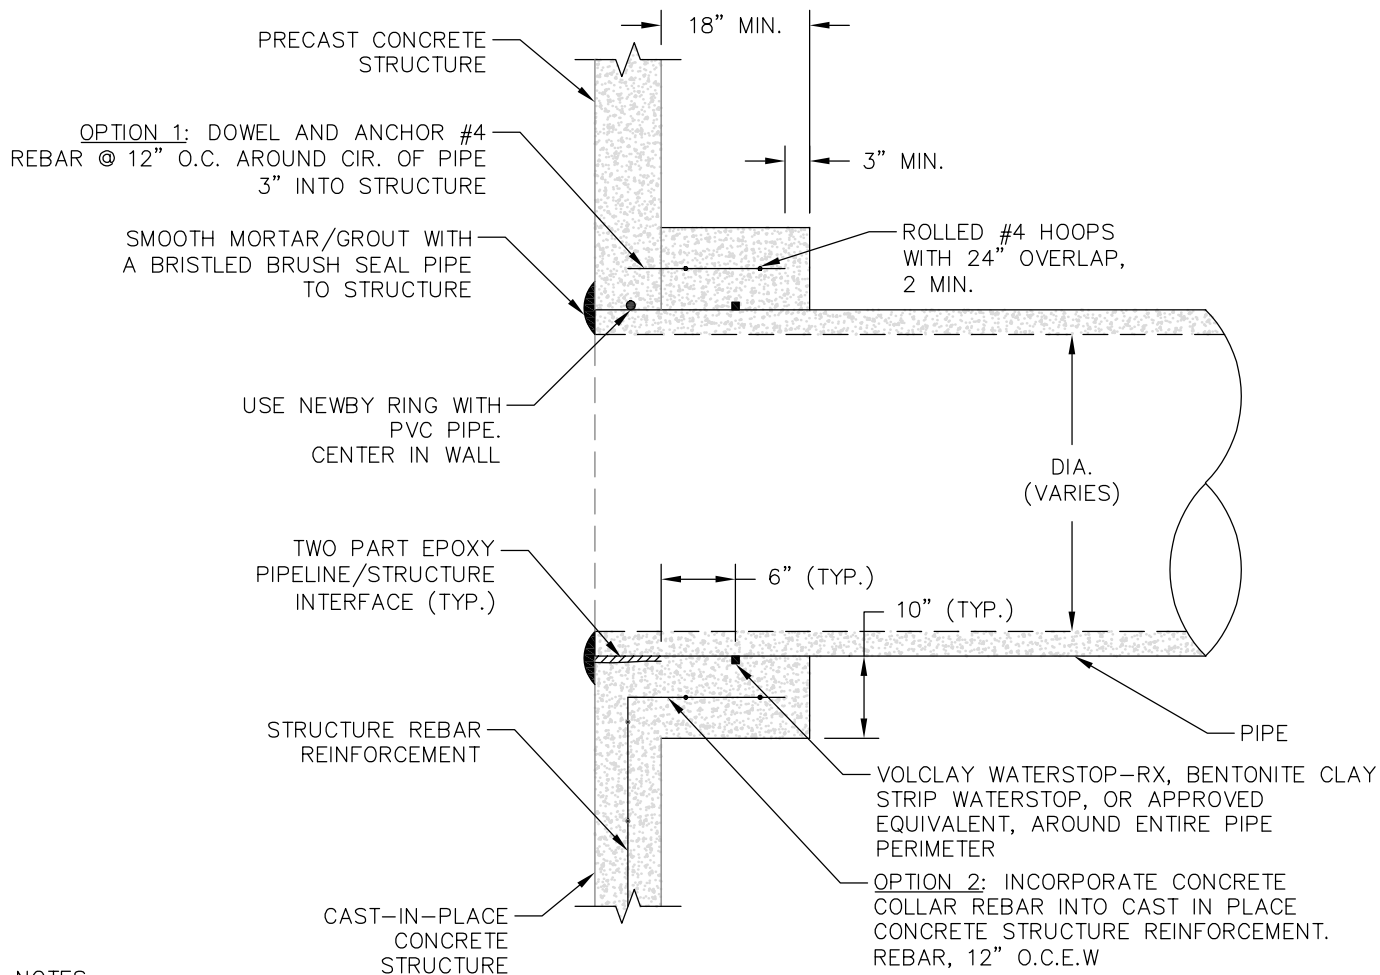 18” MIN.
PRECAST CONCRETE
STRUCTURE
OPTION 1: DOWEL AND ANCHOR #4
REBAR @ 12” O.C. AROUND CIR. OF PIPE
3” INTO STRUCTURE
3” MIN.
SMOOTH MORTAR/GROUT WITH
A BRISTLED BRUSH SEAL PIPE
TO STRUCTURE
ROLLED #4 HOOPS
WITH 24” OVERLAP,
2 MIN.
USE NEWBY RING WITH
PVC PIPE.
CENTER IN WALL
DIA.
(VARIES)
TWO PART EPOXY
PIPELINE/STRUCTURE
INTERFACE (TYP.)
6” (TYP.)
10” (TYP.)
STRUCTURE REBAR
REINFORCEMENT
PIPE
VOLCLAY WATERSTOP-RX, BENTONITE CLAY
STRIP WATERSTOP, OR APPROVED
EQUIVALENT, AROUND ENTIRE PIPE
PERIMETER
OPTION 2: INCORPORATE CONCRETE
COLLAR REBAR INTO CAST IN PLACE
CONCRETE STRUCTURE REINFORCEMENT.
REBAR, 12” O.C.E.W
CAST-IN-PLACE
CONCRETE
STRUCTURE
NOTES